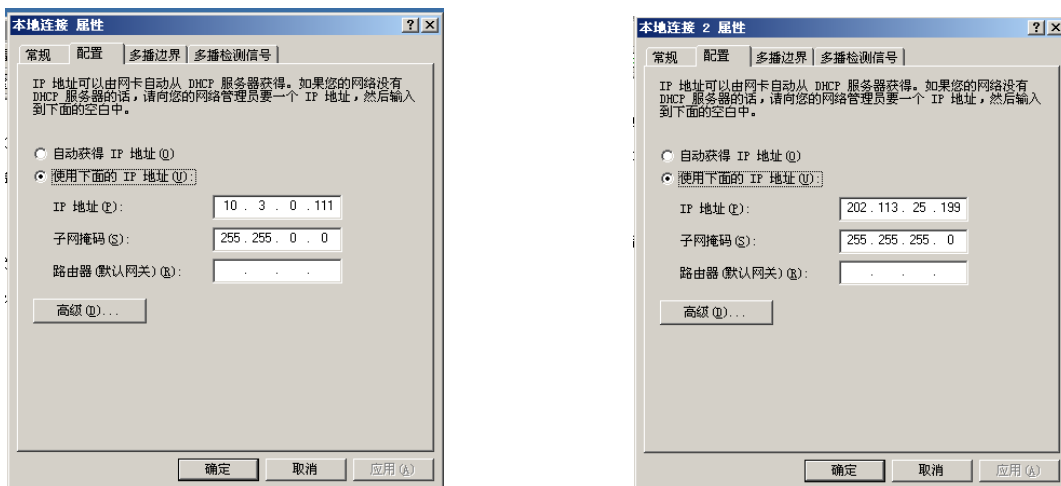 本地连接 属性
常规 配置 多播边界 多播检测信号
IP 地址可以由网卡自动从 DHCP 服务器获得。如果您的网络没有
DHCP 服务器的话,请向您的网络管理员要一个 IP 地址,然后输入
到下面的空白中。
自动获得 IP 地址(O)
使用下面的 IP 地址(U):
IP 地址(P): 10 . 3 . 0 . 111
子网掩码(S): 255 . 255 . 0 . 0
路由器(默认网关)(R): . . .
高级(D)...
确定 取消 应用(A)
本地连接 2 属性
常规 配置 多播边界 多播检测信号
IP 地址可以由网卡自动从 DHCP 服务器获得。如果您的网络没有
DHCP 服务器的话,请向您的网络管理员要一个 IP 地址,然后输入
到下面的空白中。
自动获得 IP 地址(O)
使用下面的 IP 地址(U):
IP 地址(P): 202 . 113 . 25 . 199
子网掩码(S): 255 . 255 . 255 . 0
路由器(默认网关)(R): . . .
高级(D)...
确定 取消 应用(A)